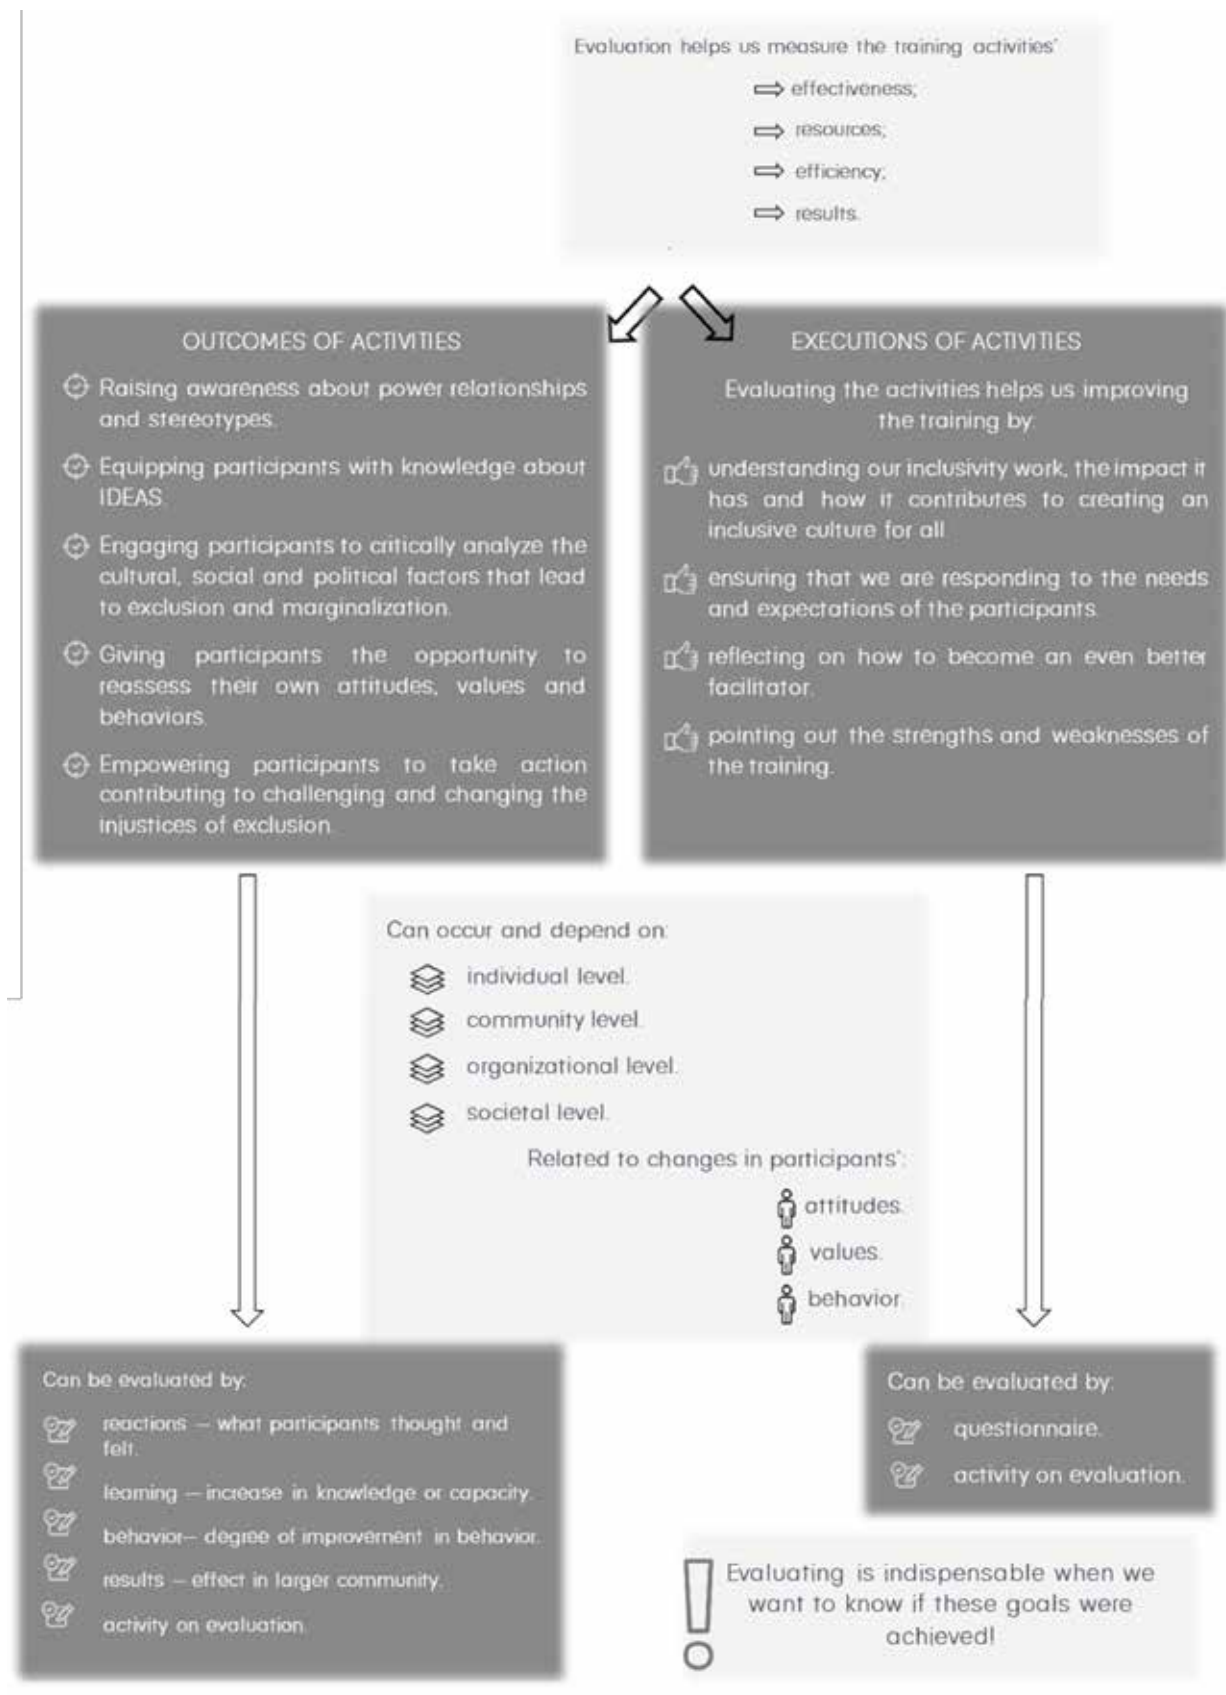 Evaluation helps us measure the training activities'
effectiveness;
resources;
efficiency;
results.
OUTCOMES OF ACTIVITIES
Raising awareness about power relationships
and stereotypes.
Equipping participants with knowledge about
IDEAS.
Engaging participants to critically analyze the
cultural, social and political factors that lead
to exclusion and marginalization.
Giving participants the opportunity to
reassess their own attitudes, values and
behaviors.
Empowering participants to take action
contributing to challenging and changing the
injustices of exclusion.
EXECUTIONS OF ACTIVITIES
Evaluating the activities helps us improving
the training by:
understanding our inclusivity work, the impact it
has and how it contributes to creating an
inclusive culture for all.
ensuring that we are responding to the needs
and expectations of the participants.
reflecting on how to become an even better
facilitator.
pointing out the strengths and weaknesses of
the training.
Can occur and depend on:
individual level.
community level.
organizational level.
societal level.
Related to changes in participants':
attitudes.
values.
behavior.
Can be evaluated by:
reactions – what participants thought and
felt.
learning – increase in knowledge or capacity.
behavior– degree of improvement in behavior.
results – effect in larger community.
activity on evaluation.
Can be evaluated by:
questionnaire.
activity on evaluation.
Evaluating is indispensable when we
want to know if these goals were
achieved!